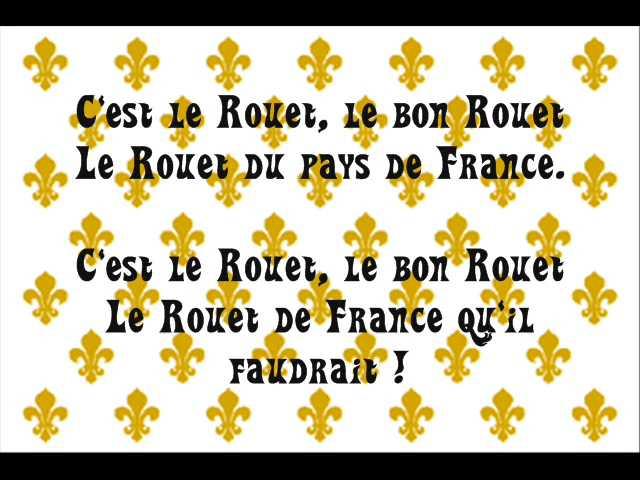 C'est le Rouet, le bon Rouet
Le Rouet du pays de France.
C'est le Rouet, le bon Rouet
Le Rouet de France qu'il
faudrait !